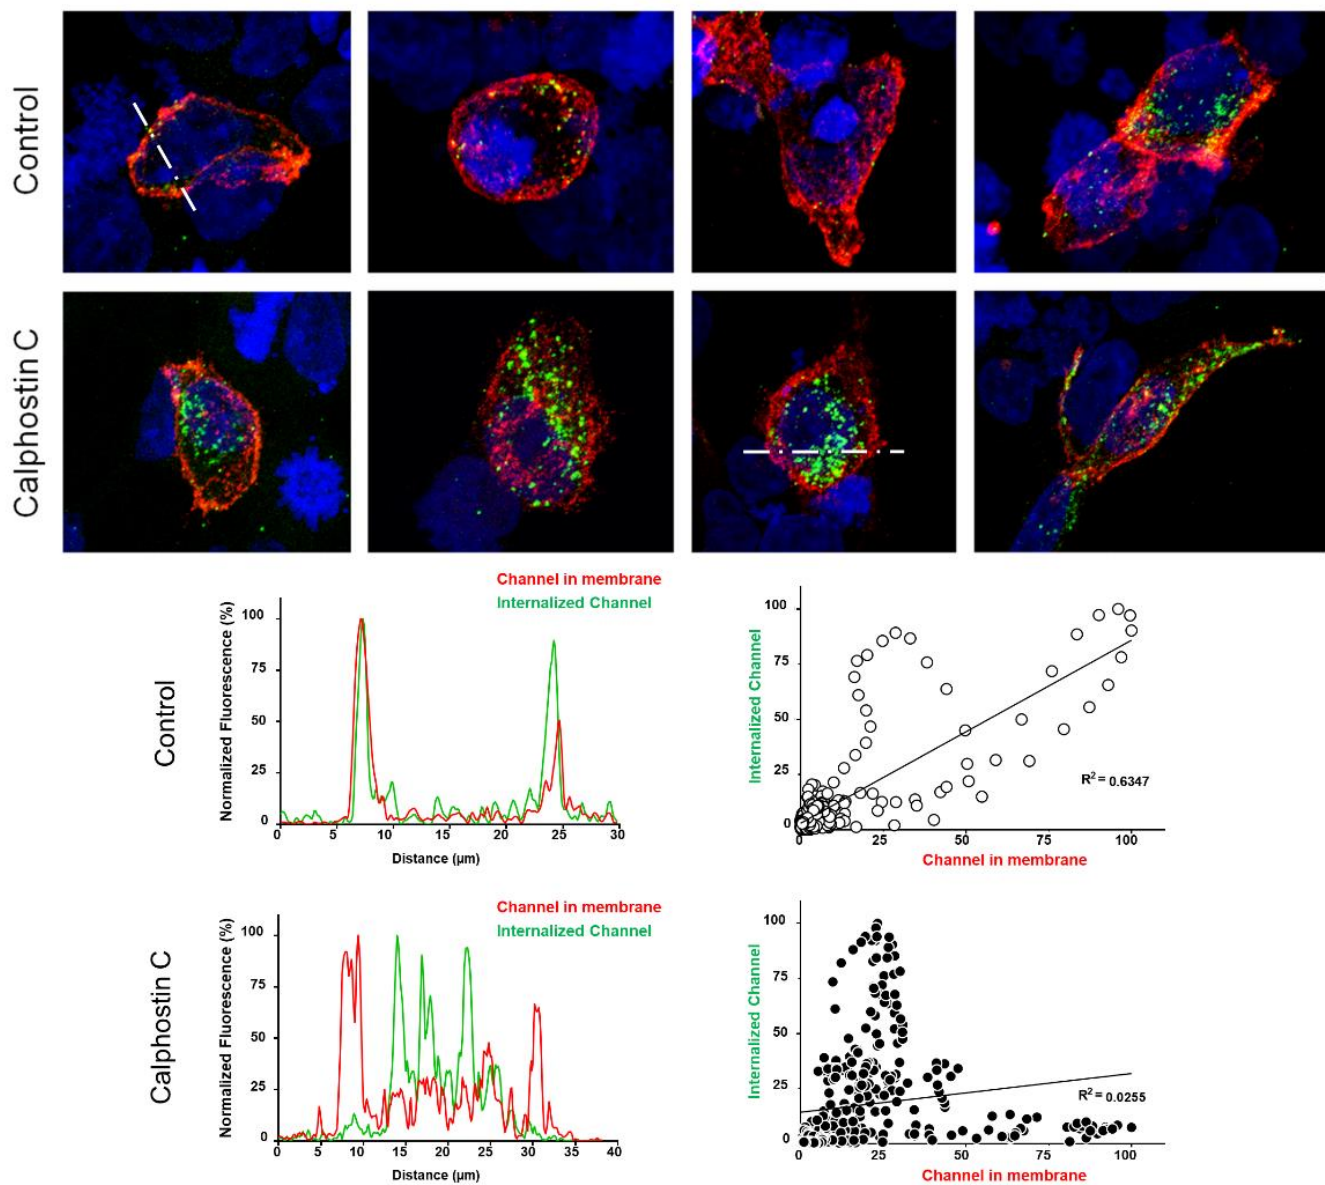 Control
Calphostin C
Channel in membrane
Internalized Channel
Control
Normalized Fluorescence (%)
100
75
50
25
0
0 5 10 15 20 25 30
Distance (µm)
Internalized Channel
100
75
50
25
0
R² = 0.6347
0 25 50 75 100
Channel in membrane
Channel in membrane
Internalized Channel
Calphostin C
Normalized Fluorescence (%)
100
75
50
25
0
0 5 10 15 20 25 30 35 40
Distance (µm)
Internalized Channel
100
75
50
25
0
R² = 0.0255
0 25 50 75 100
Channel in membrane